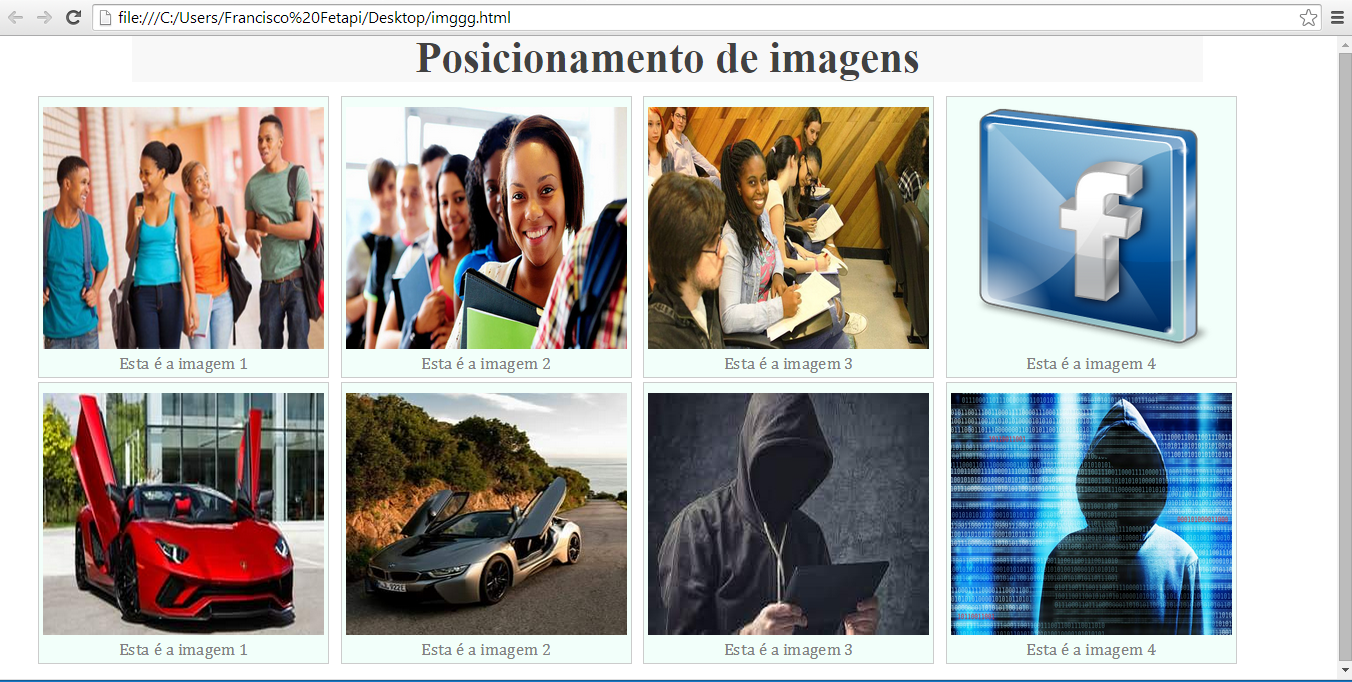 file:///C:/Users/Francisco%20Fetapi/Desktop/imggg.html
Posicionamento de imagens
Esta é a imagem 1
Esta é a imagem 2
Esta é a imagem 3
f
Esta é a imagem 4
Esta é a imagem 1
Esta é a imagem 2
Esta é a imagem 3
Esta é a imagem 4